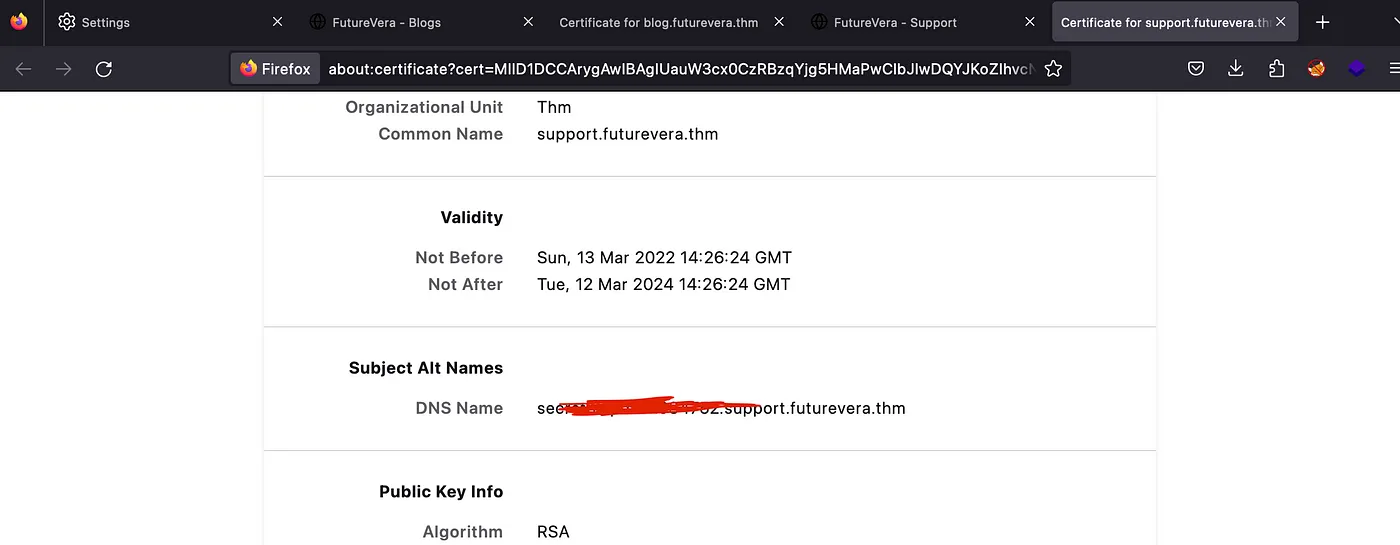 Settings
FutureVera - Blogs
Certificate for blog.futurevera.thm
FutureVera - Support
Certificate for support.futurevera.th
Firefox
about:certificate?cert=MIID1DCCArygAwIBAgIUauW3cx0CzRBzqYjg5HMaPwCIbJIwDQYJKoZIhvcN
Organizational Unit Thm
Common Name support.futurevera.thm
Validity
Not Before Sun, 13 Mar 2022 14:26:24 GMT
Not After Tue, 12 Mar 2024 14:26:24 GMT
Subject Alt Names
DNS Name .support.futurevera.thm
Public Key Info
Algorithm RSA